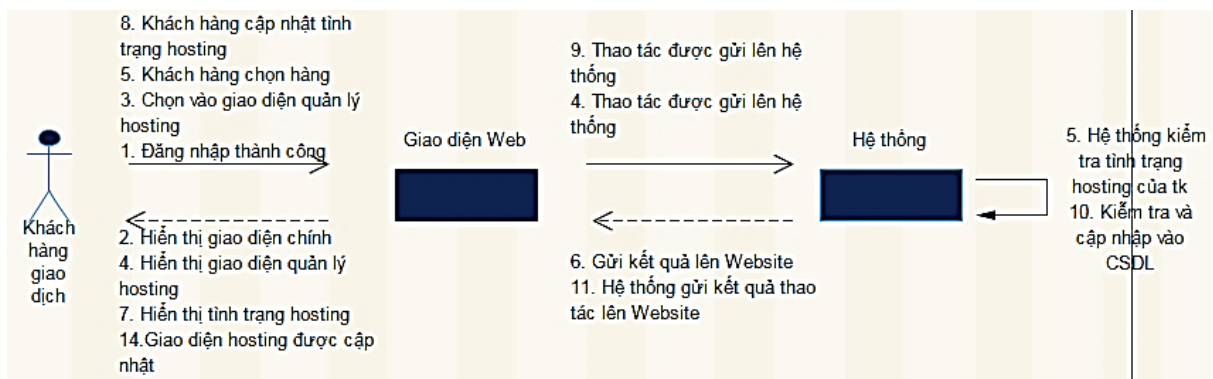 8. Khách hàng cập nhật tình
trạng hosting
5. Khách hàng chọn hàng
3. Chọn vào giao diện quản lý
hosting
1. Đăng nhập thành công
9. Thao tác được gửi lên hệ
thống
4. Thao tác được gửi lên hệ
thống
Giao diện Web
Hệ thống
5. Hệ thống kiểm
tra tình trạng
hosting của tk
10. Kiểm tra và
cập nhập vào
CSDL
Khách
hàng
giao
dịch
2. Hiển thị giao diện chính
4. Hiển thị giao diện quản lý
hosting
7. Hiển thị tình trạng hosting
14.Giao diện hosting được cập
nhật
6. Gửi kết quả lên Website
11. Hệ thống gửi kết quả thao
tác lên Website